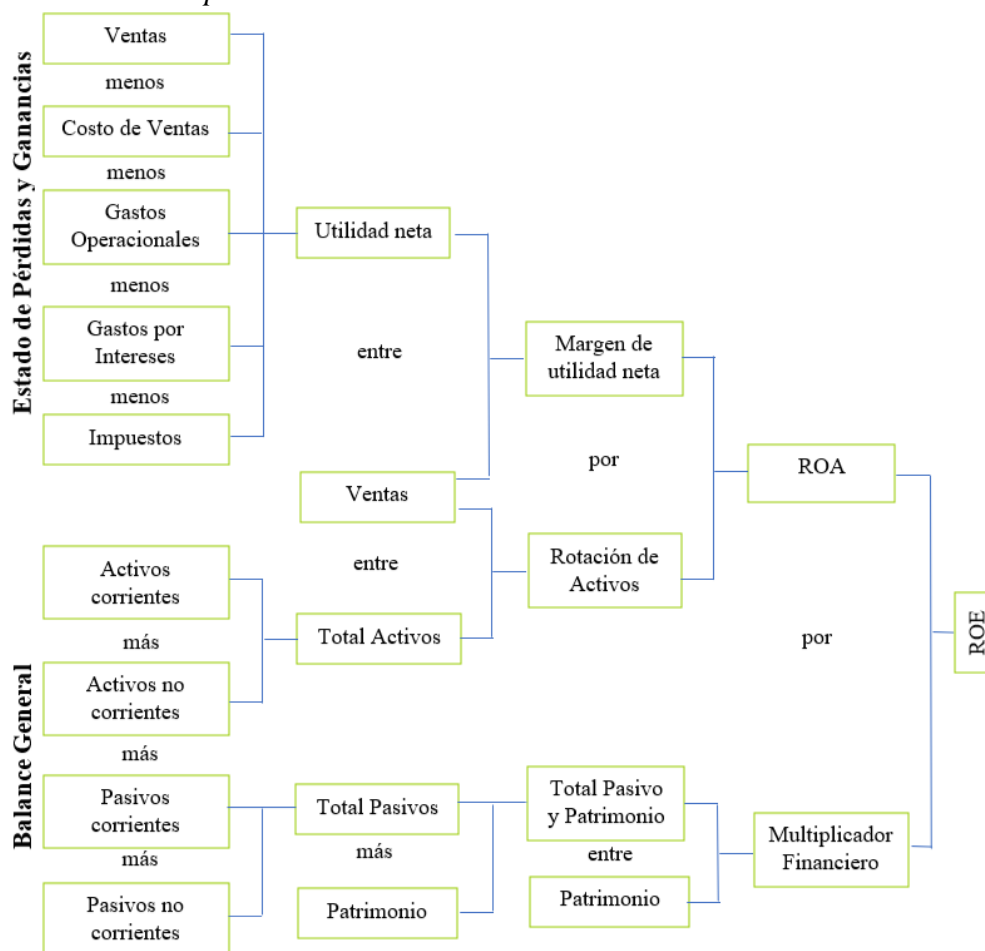 Ventas
menos
Costo de Ventas
menos
Gastos
Operacionales
menos
Gastos por
Intereses
menos
Impuestos
Estado de Pérdidas y Ganancias
Utilidad neta
entre
Ventas
Margen de
utilidad neta
por
Rotación de
Activos
ROA
Activos
corrientes
más
Activos no
corrientes
entre
Total Activos
por
ROE
más
Balance General
Pasivos
corrientes
más
Pasivos no
corrientes
Total Pasivos
más
Patrimonio
Total Pasivo
y Patrimonio
entre
Patrimonio
Multiplicador
Financiero